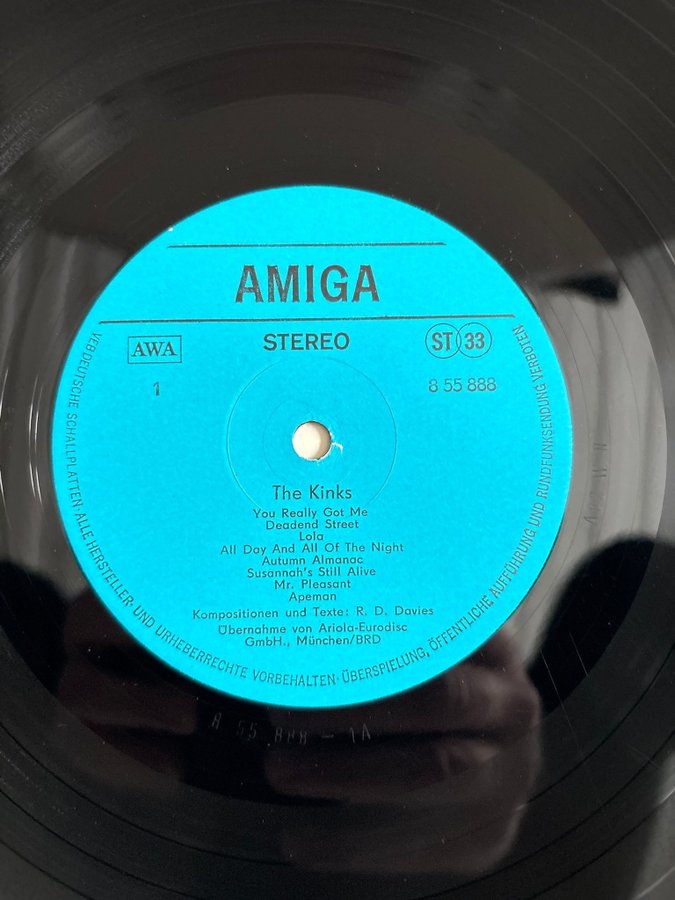 AMIGA
AWA
STEREO
ST 33
1
8 55 888
The Kinks
You Really Got Me
Deadend Street
Lola
All Day And All Of The Night
Autumn Almanac
Susannah's Still Alive
Mr. Pleasant
Apeman
Kompositionen und Texte: R. D. Davies
Übernahme von Ariola-Eurodisc
GmbH., München/BRD
VEB DEUTSCHE SCHALLPLATTEN · ALLE HERSTELLER- UND URHEBERRECHTE VORBEHALTEN · ÜBERSPIELUNG, ÖFFENTLICHE AUFFÜHRUNG UND RUNDFUNKSENDUNG VERBOTEN
8 55 888 - 1A